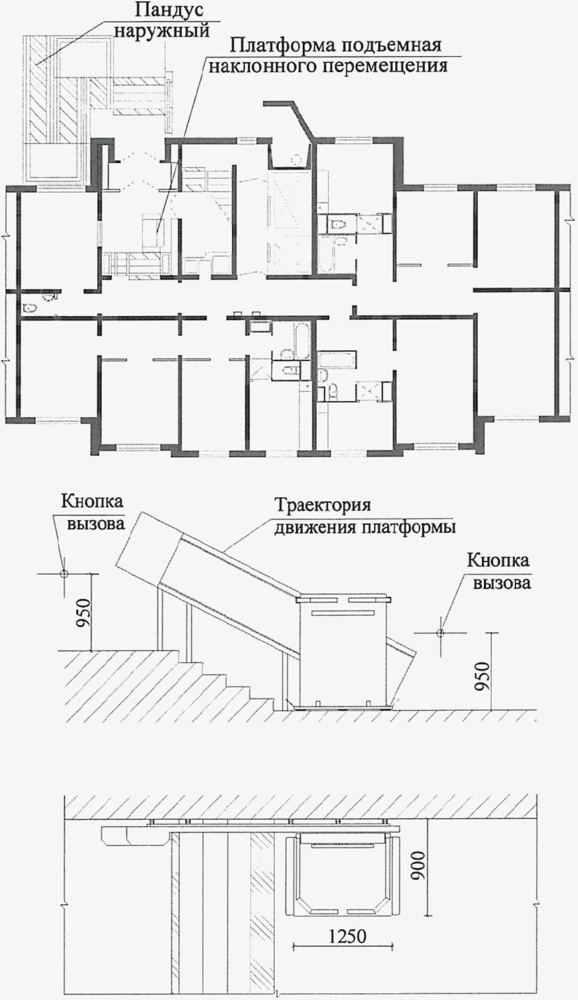 Пандус
наружный
Платформа подъемная
наклонного перемещения
Кнопка
вызова
Траектория
движения платформы
Кнопка
вызова
950
950
900
1250